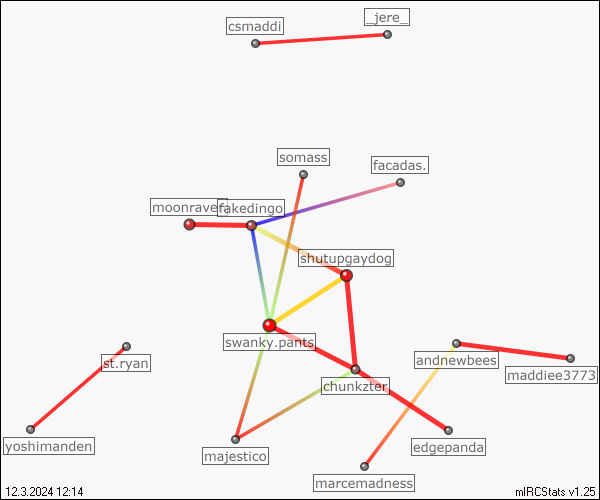 _jere_
csmaddi
somass
facadas.
fakedingo
shutupgaydog
swanky.pants
st.ryan
andnewbees
maddiee3773
chunkzter
yoshimanden
majestico
edgepanda
marcemadness
12.3.2024 12:14
mIRCStats v1.25